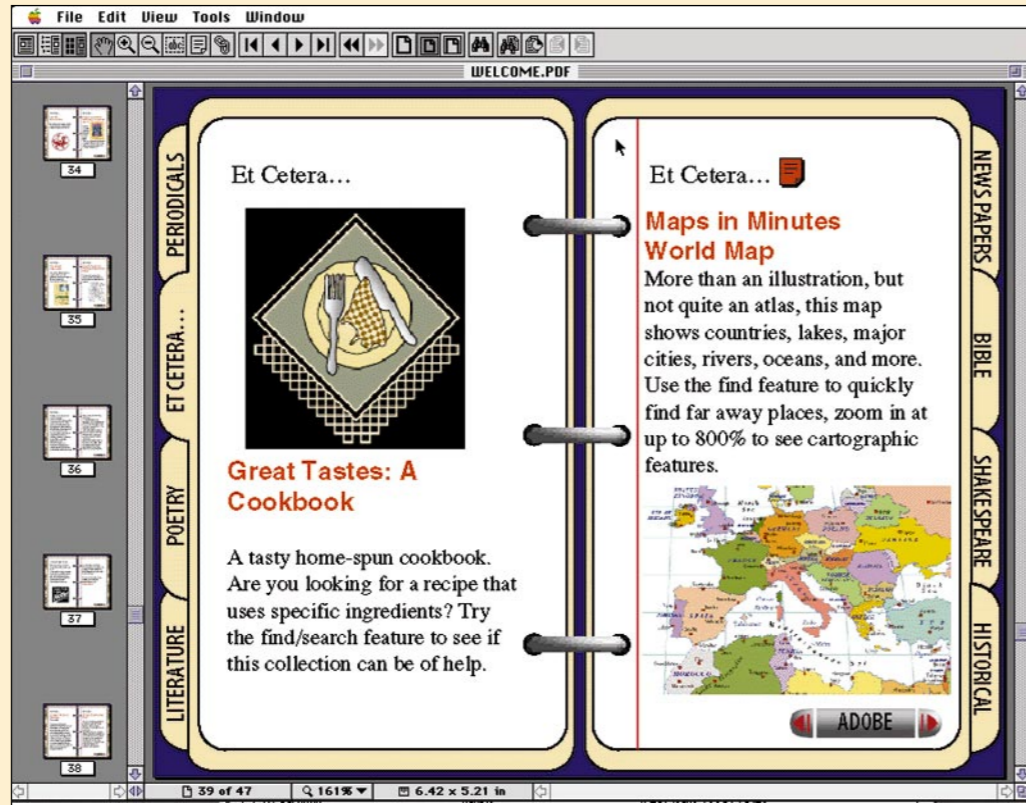 File Edit View Tools Window
WELCOME.PDF
34
35
36
37
38
PERIODICALS
ET CETERA...
POETRY
LITERATURE
Et Cetera...
Great Tastes: A
Cookbook
A tasty home-spun cookbook.
Are you looking for a recipe that
uses specific ingredients? Try
the find/search feature to see if
this collection can be of help.
Et Cetera...
Maps in Minutes
World Map
More than an illustration, but
not quite an atlas, this map
shows countries, lakes, major
cities, rivers, oceans, and more.
Use the find feature to quickly
find far away places, zoom in at
up to 800% to see cartographic
features.
ADOBE
NEWS PAPERS
BIBLE
SHAKESPEARE
HISTORICAL
39 of 47
161%
6.42 x 5.21 in